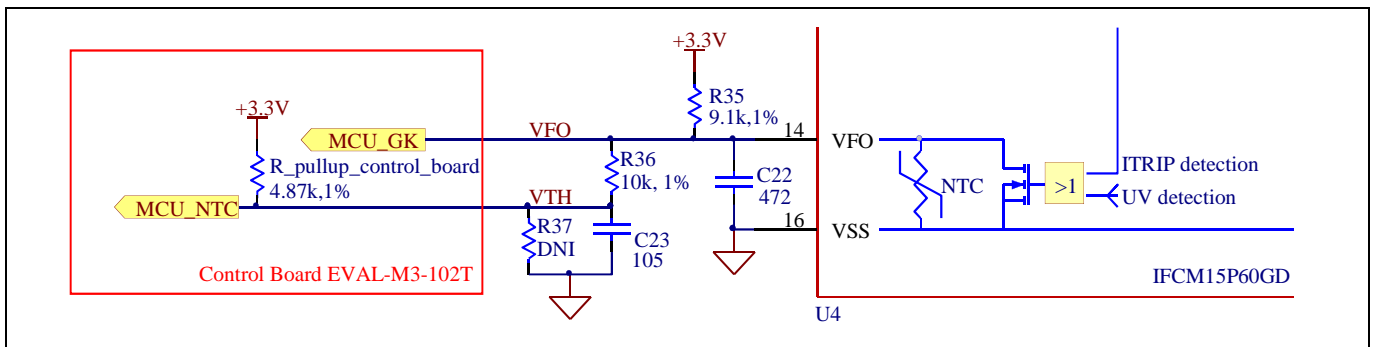 +3.3V
R35
9.1k,1%
+3.3V
MCU_GK
VFO
14
VFO
R_pullup_control_board
4.87k,1%
R36
10k, 1%
C22
472
NTC
>1
ITRIP detection
UV detection
MCU_NTC
VTH
R37
DNI
C23
105
16
VSS
Control Board EVAL-M3-102T
IFCM15P60GD
U4